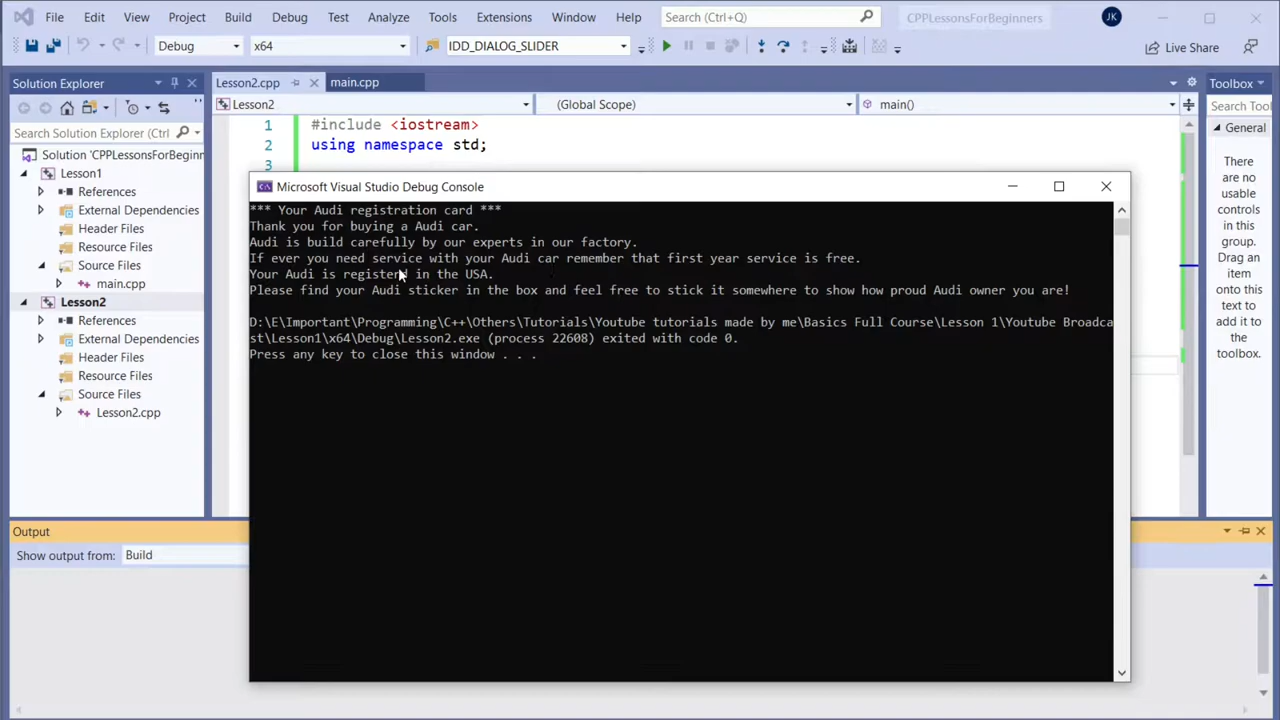 File Edit View Project Build Debug Test Analyze Tools Extensions Window Help Search (Ctrl+Q) CPPLessonsForBeginners JK
Debug x64 IDD_DIALOG_SLIDER Live Share
Solution Explorer
Search Solution Explorer (Ctrl
Solution 'CPPLessonsForBeginn
Lesson1
References
External Dependencies
Header Files
Resource Files
Source Files
main.cpp
Lesson2
References
External Dependencies
Header Files
Resource Files
Source Files
Lesson2.cpp
Lesson2.cpp main.cpp
Lesson2 (Global Scope) main()
1 #include <iostream>
2 using namespace std;
3
Microsoft Visual Studio Debug Console
*** Your Audi registration card ***
Thank you for buying a Audi car.
Audi is build carefully by our experts in our factory.
If ever you need service with your Audi car remember that first year service is free.
Your Audi is registerd in the USA.
Please find your Audi sticker in the box and feel free to stick it somewhere to show how proud Audi owner you are!
D:\E\Important\Programming\C++\Others\Tutorials\Youtube tutorials made by me\Basics Full Course\Lesson 1\Youtube Broadca
st\Lesson1\x64\Debug\Lesson2.exe (process 22608) exited with code 0.
Press any key to close this window . . .
Toolbox
Search Tool
General
There
are no
usable
controls
in this
group.
Drag an
item
onto this
text to
add it to
the
toolbox.
Output
Show output from: Build